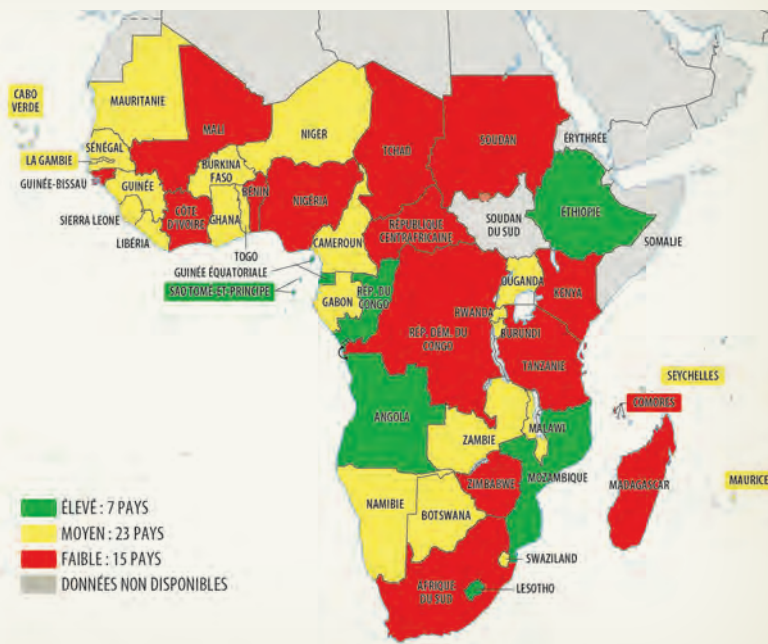 CABO
VERDE
MAURITANIE
MALI
NIGER
TCHAD
SOUDAN
ÉRYTHRÉE
SÉNÉGAL
LA GAMBIE
BURKINA
FASO
GUINÉE-BISSAU
GUINÉE
BÉNIN
NIGÉRIA
ÉTHIOPIE
CÔTE
D'IVOIRE
GHANA
SOUDAN
DU SUD
SIERRA LEONE
RÉPUBLIQUE
CENTRAFRICAINE
LIBÉRIA
CAMEROUN
SOMALIE
TOGO
GUINÉE ÉQUATORIALE
OUGANDA
SAO TOMÉ-ET-PRINCIPE
GABON
RÉP. DU
CONGO
KENYA
RWANDA
RÉP. DÉM. DU
CONGO
BURUNDI
TANZANIE
SEYCHELLES
COMORES
ANGOLA
ZAMBIE
MALAWI
MOZAMBIQUE
MADAGASCAR
MAURICE
ZIMBABWE
NAMIBIE
BOTSWANA
SWAZILAND
AFRIQUE
DU SUD
LESOTHO
ÉLEVÉ : 7 PAYS
MOYEN : 23 PAYS
FAIBLE : 15 PAYS
DONNÉES NON DISPONIBLES